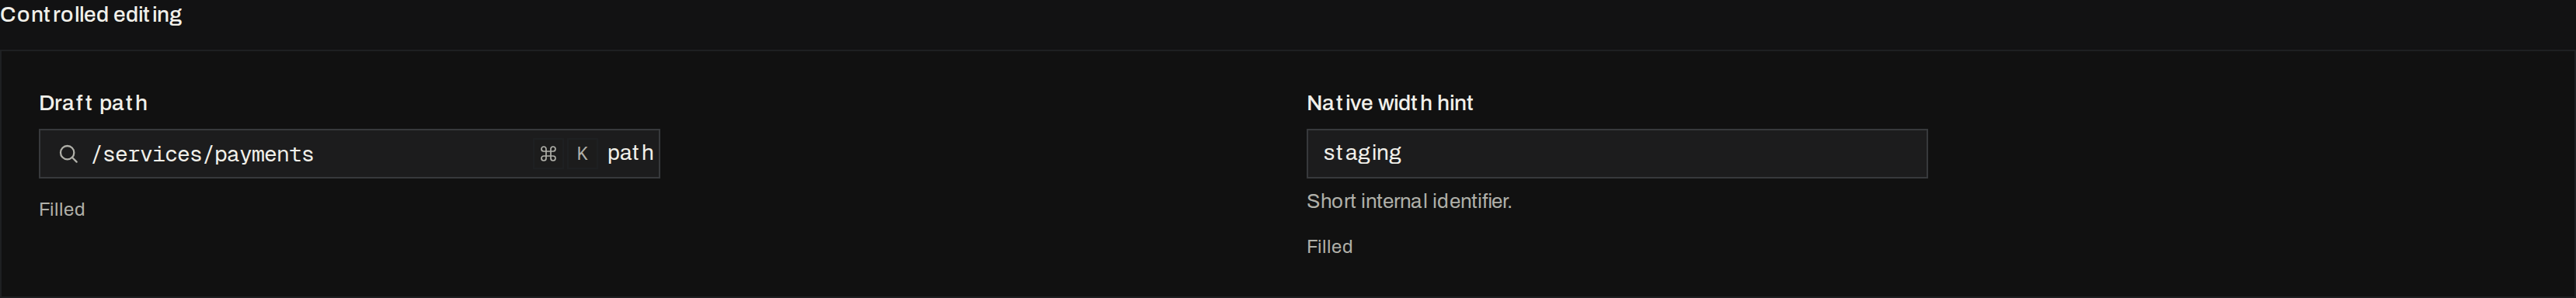 Controlled editing
Draft path
/services/payments ⌘ K path
Filled
Native width hint
staging
Short internal identifier.
Filled